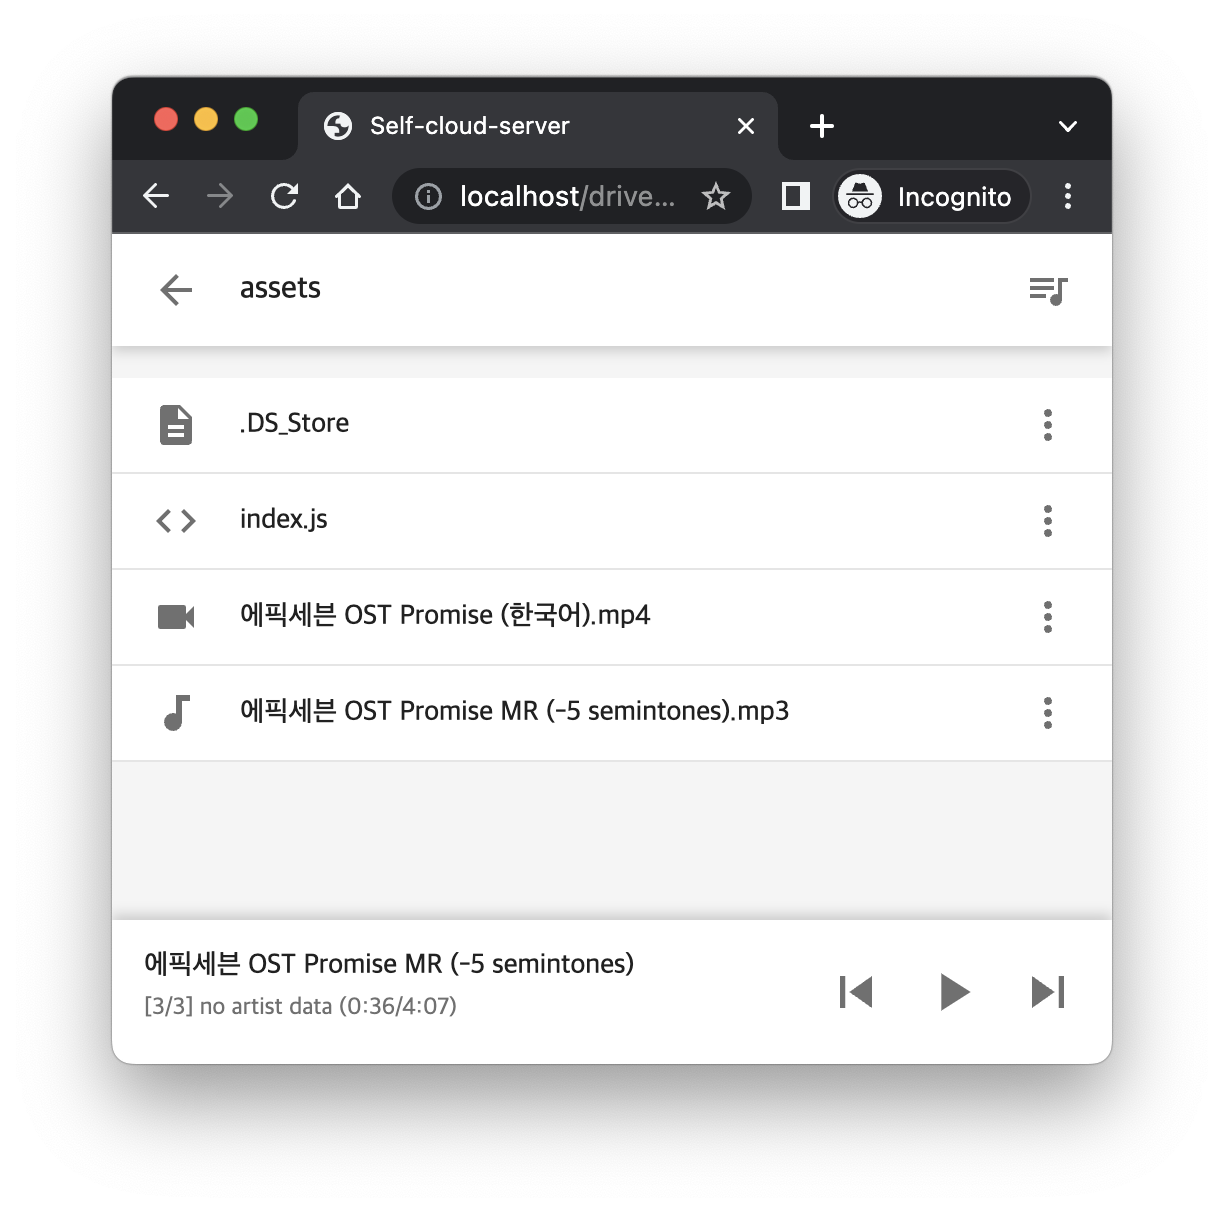 Self-cloud-server
localhost/drive...
Incognito
assets
.DS_Store
index.js
에픽세븐 OST Promise (한국어).mp4
에픽세븐 OST Promise MR (-5 semintones).mp3
에픽세븐 OST Promise MR (-5 semintones)
[3/3] no artist data (0:36/4:07)